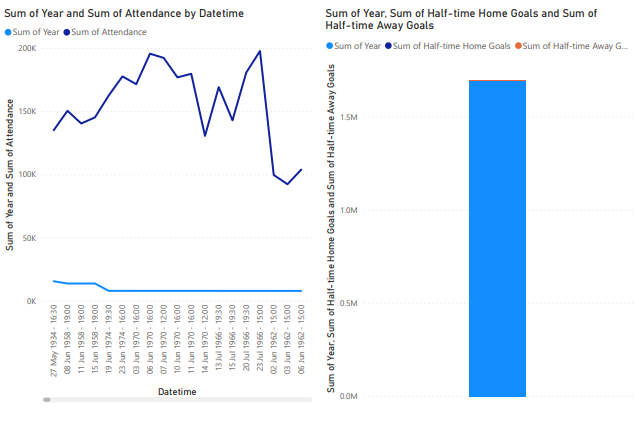 Sum of Year and Sum of Attendance by Datetime
Sum of Year Sum of Attendance
Sum of Year and Sum of Attendance
200K
150K
100K
50K
0K
27 May 1934 - 16:30
08 Jun 1958 - 19:00
11 Jun 1958 - 19:00
15 Jun 1958 - 19:00
19 Jun 1974 - 19:30
23 Jun 1974 - 16:00
03 Jun 1970 - 16:00
06 Jun 1970 - 16:00
07 Jun 1970 - 12:00
10 Jun 1970 - 16:00
11 Jun 1970 - 16:00
14 Jun 1970 - 12:00
13 Jul 1966 - 19:30
15 Jul 1966 - 19:30
20 Jul 1966 - 19:30
23 Jul 1966 - 15:00
02 Jun 1962 - 15:00
03 Jun 1962 - 15:00
06 Jun 1962 - 15:00
Datetime
Sum of Year, Sum of Half-time Home Goals and Sum of
Half-time Away Goals
Sum of Year Sum of Half-time Home Goals Sum of Half-time Away G...
Sum of Year, Sum of Half-time Home Goals and Sum of Half-time Away Goals
1.5M
1.0M
0.5M
0.0M